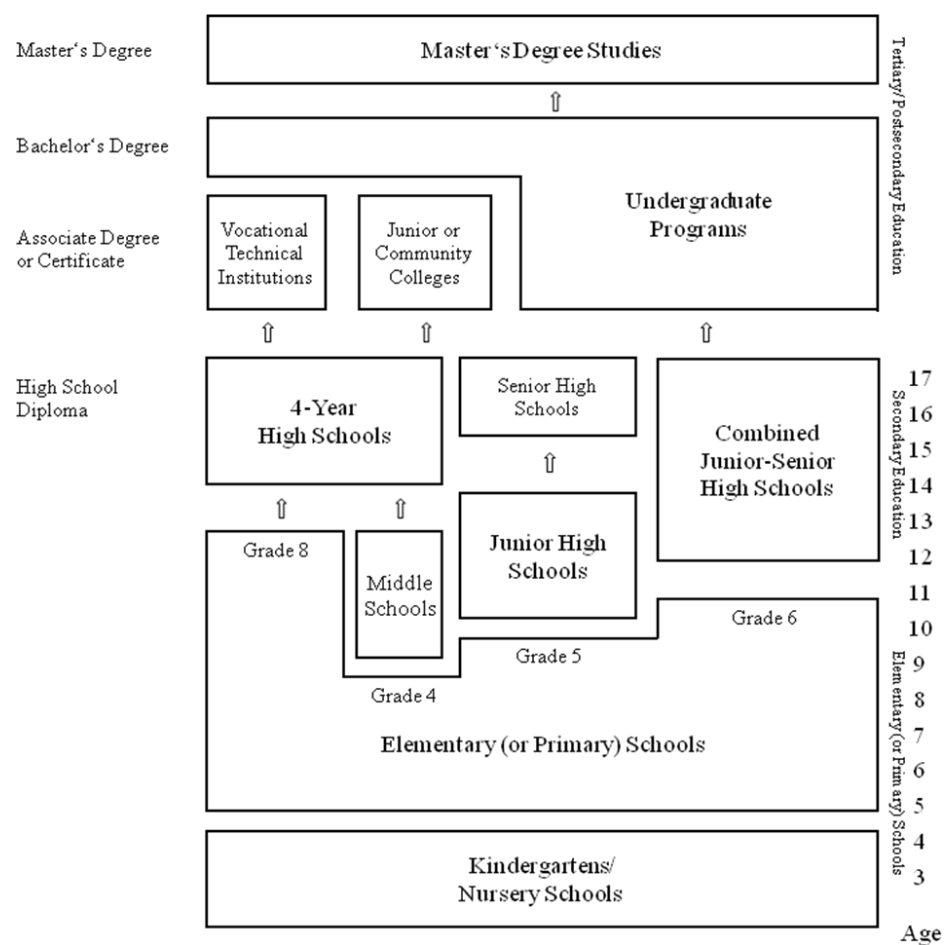 Master‘s Degree
Master‘s Degree Studies
Bachelor‘s Degree
Undergraduate
Programs
Associate Degree
or Certificate
Vocational
Technical
Institutions
Junior or
Community
Colleges
Tertiary/Postsecondary Education
High School
Diploma
4-Year
High Schools
Senior High
Schools
Combined
Junior-Senior
High Schools
Secondary Education
17
16
15
14
13
12
11
10
9
8
7
6
5
4
3
Age
Grade 8
Middle
Schools
Junior High
Schools
Grade 6
Grade 5
Grade 4
Elementary (or Primary) Schools
Elementary (or Primary) Schools
Kindergartens/
Nursery Schools